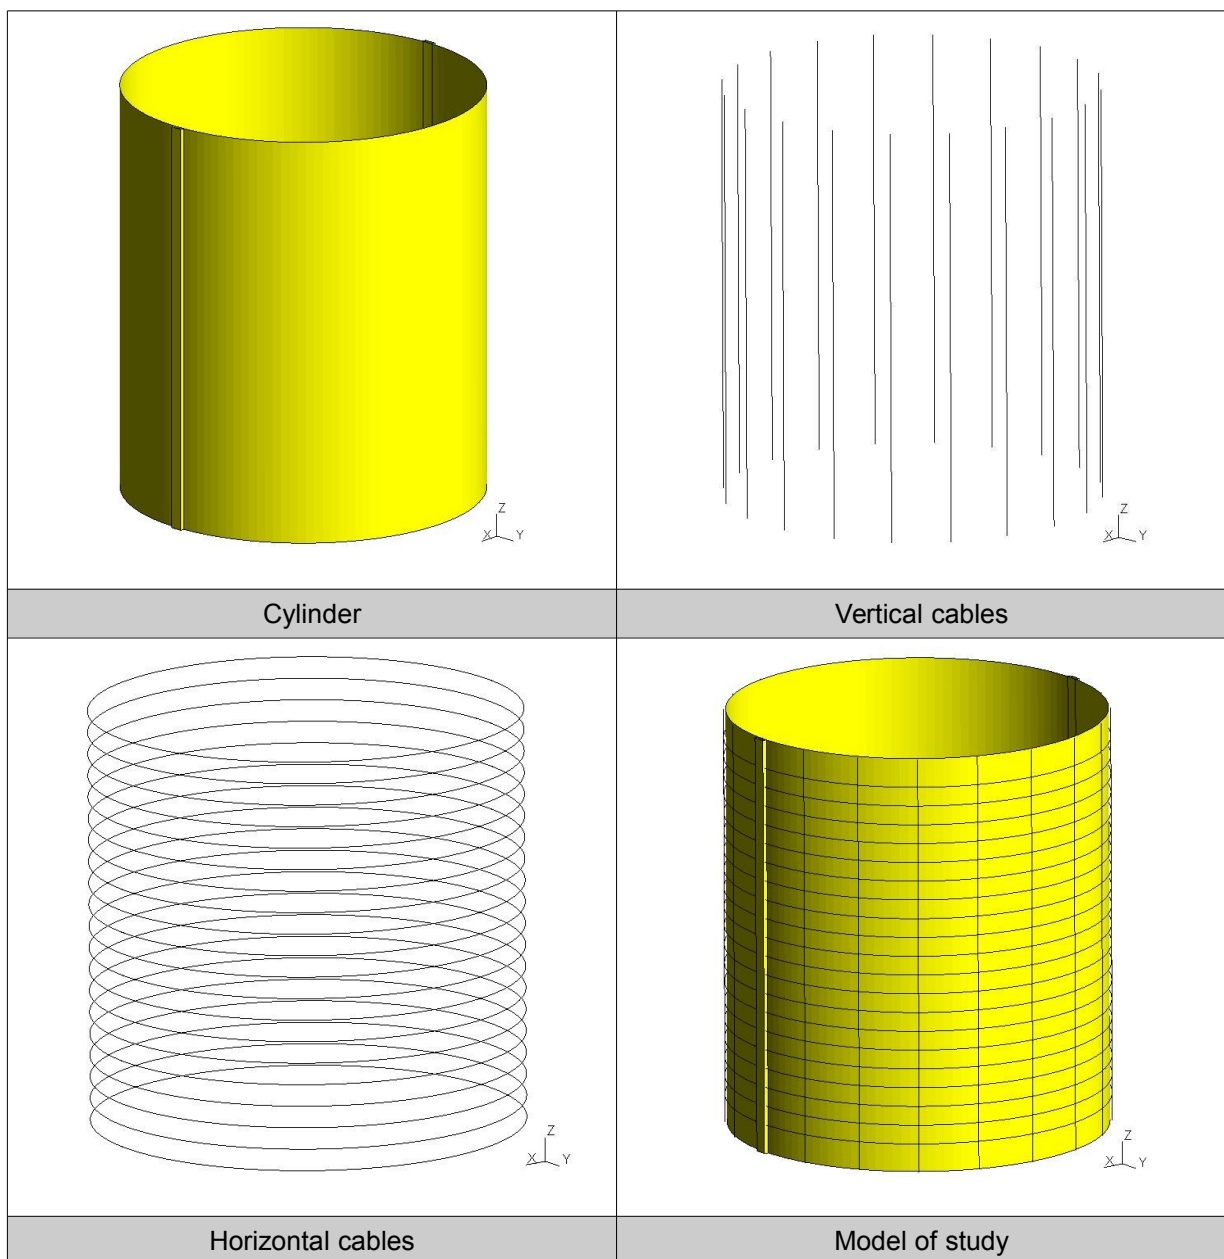 Z
X Y
Z
X Y
Cylinder
Vertical cables
Z
X Y
Z
X Y
Horizontal cables
Model of study